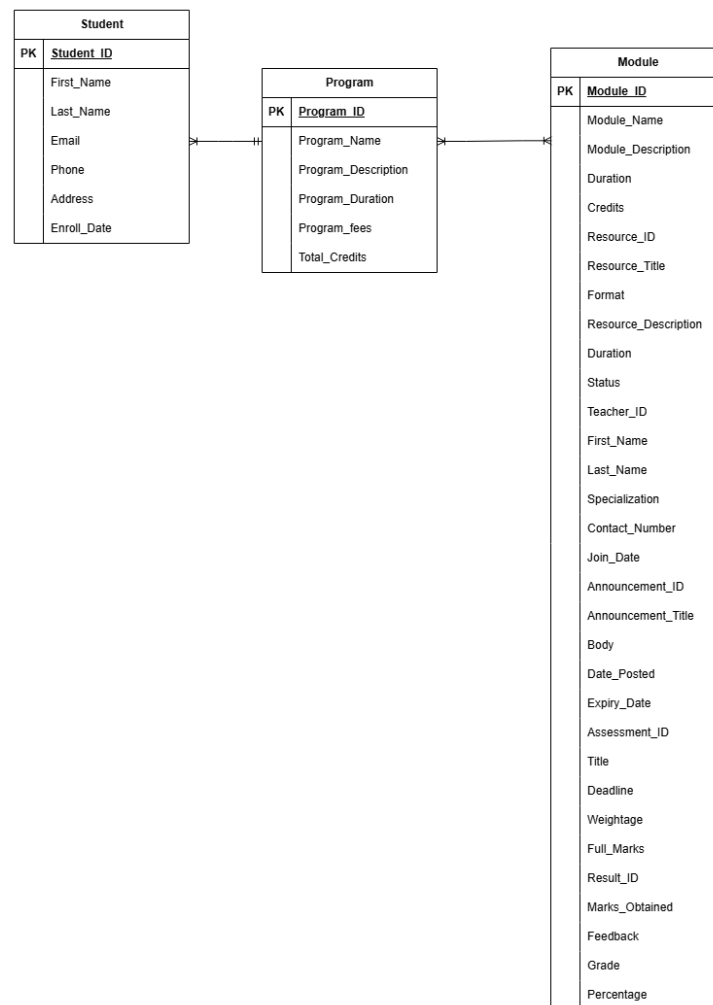 Student
PK Student_ID
First_Name
Last_Name
Email
Phone
Address
Enroll_Date
Program
PK Program_ID
Program_Name
Program_Description
Program_Duration
Program_fees
Total_Credits
Module
PK Module_ID
Module_Name
Module_Description
Duration
Credits
Resource_ID
Resource_Title
Format
Resource_Description
Duration
Status
Teacher_ID
First_Name
Last_Name
Specialization
Contact_Number
Join_Date
Announcement_ID
Announcement_Title
Body
Date_Posted
Expiry_Date
Assessment_ID
Title
Deadline
Weightage
Full_Marks
Result_ID
Marks_Obtained
Feedback
Grade
Percentage